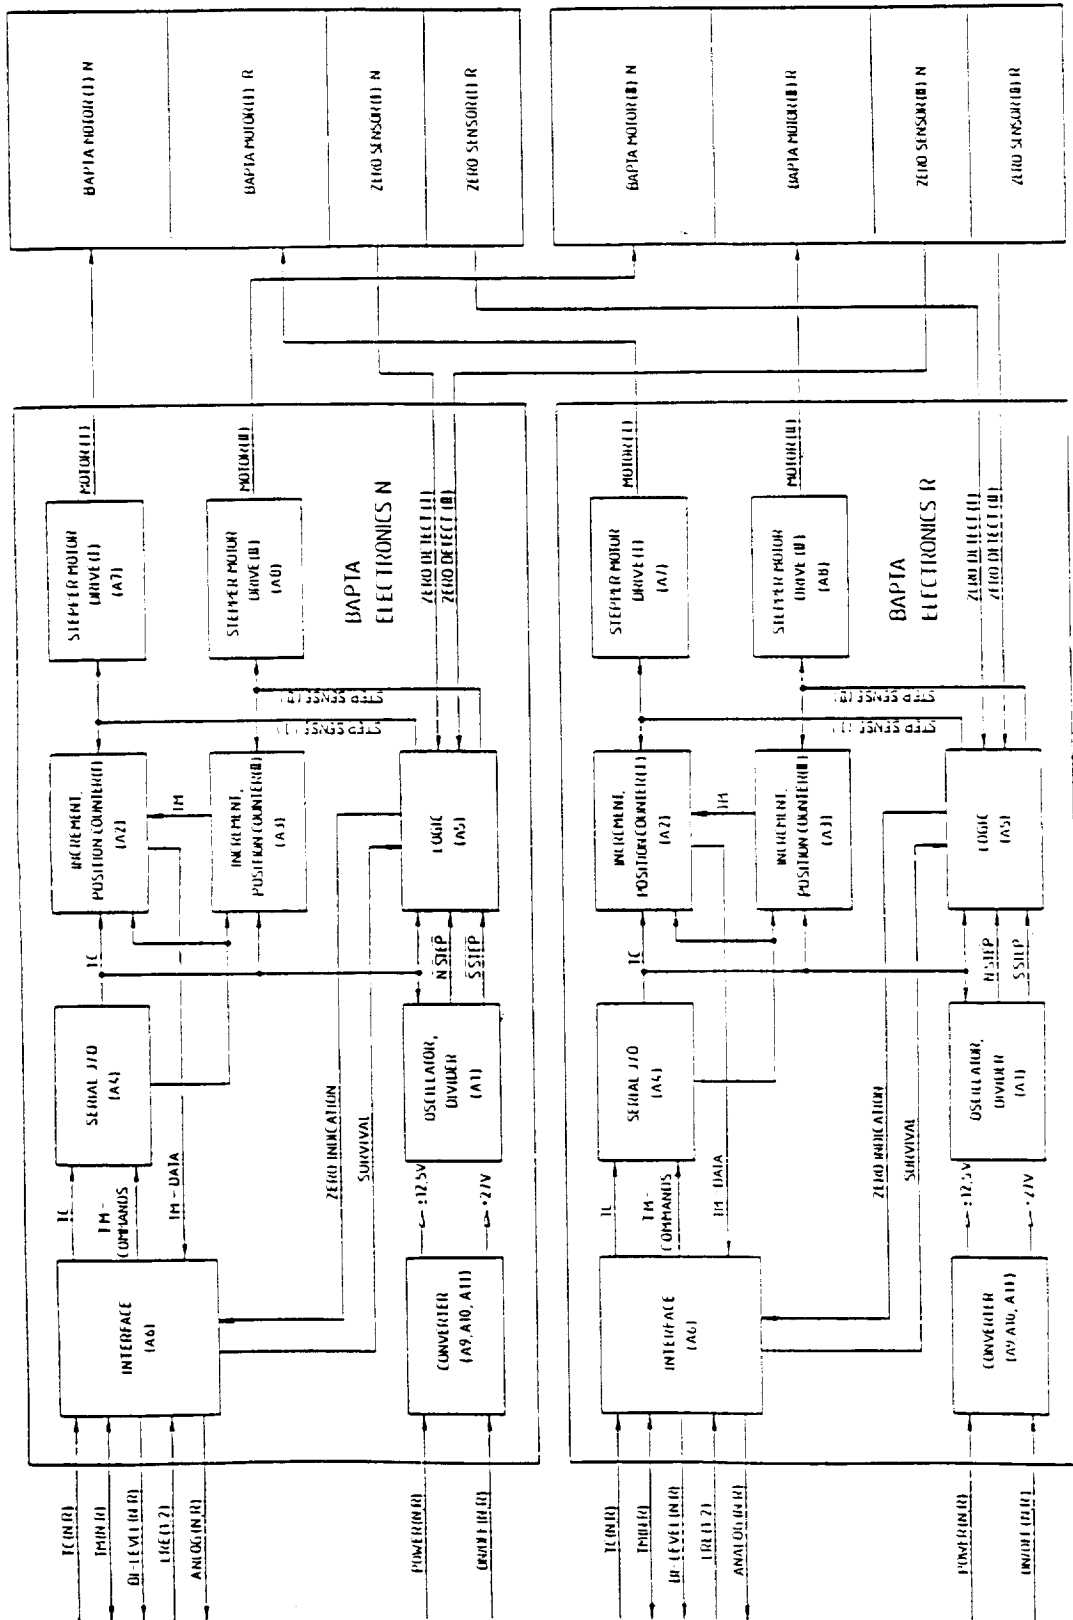 BAPTA MOTOR(I) N
BAPTA MOTOR(I) R
ZERO SENSOR(I) N
ZERO SENSOR(I) R
BAPTA MOTOR(II) N
BAPTA MOTOR(II) R
ZERO SENSOR(II) N
ZERO SENSOR(II) R
MOTOR(I)
STEPPER MOTOR
DRIVE(I)
(A7)
MOTOR(II)
STEPPER MOTOR
DRIVE(II)
(A8)
BAPTA
ELECTRONICS N
ZERO DETECT(I)
ZERO DETECT(II)
STEP SENSE(II)
STEP SENSE(I)
INCREMENT,
POSITION COUNTER(I)
(A2)
TM
INCREMENT,
POSITION COUNTER(II)
(A3)
LOGIC
(A5)
TC
N STEP
S STEP
SERIAL I/O
(A4)
OSCILLATOR,
DIVIDER
(A1)
ZERO INDICATION
SURVIVAL
TC
TM -
COMMANDS
TM - DATA
±12,5V
+27V
INTERFACE
(A6)
CONVERTER
(A9, A10, A11)
TC(N,R)
TM(N,R)
BI-LEVEL(N,R)
LRE(1,2)
ANALOG(N,R)
POWER(N,R)
ON/OFF(N,R)
MOTOR(I)
STEPPER MOTOR
DRIVE(I)
(A7)
MOTOR(II)
STEPPER MOTOR
DRIVE(II)
(A8)
BAPTA
ELECTRONICS R
ZERO DETECT(I)
ZERO DETECT(II)
STEP SENSE(II)
STEP SENSE(I)
INCREMENT,
POSITION COUNTER(I)
(A2)
TM
INCREMENT,
POSITION COUNTER(II)
(A3)
LOGIC
(A5)
TC
N STEP
S STEP
SERIAL I/O
(A4)
OSCILLATOR,
DIVIDER
(A1)
ZERO INDICATION
SURVIVAL
TC
TM -
COMMANDS
TM - DATA
±12,5V
+27V
INTERFACE
(A6)
CONVERTER
(A9, A10, A11)
TC(N,R)
TM(N,R)
BI-LEVEL(N,R)
LRE(1,2)
ANALOG(N,R)
POWER(N,R)
ON/OFF(N,R)